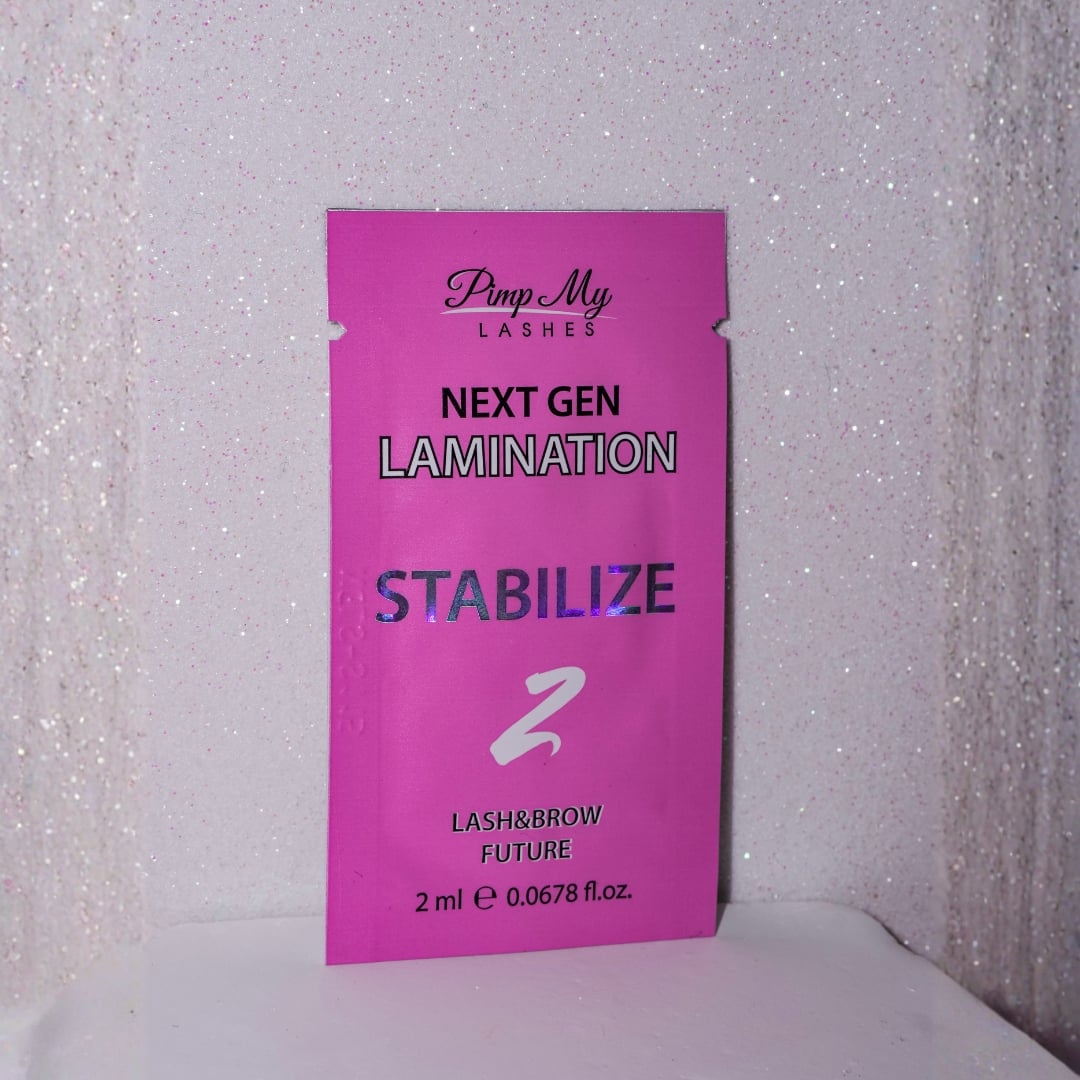 Pimp My
LASHES
NEXT GEN
LAMINATION
STABILIZE
2
LASH&BROW
FUTURE
2 ml ℮ 0.0678 fl.oz.